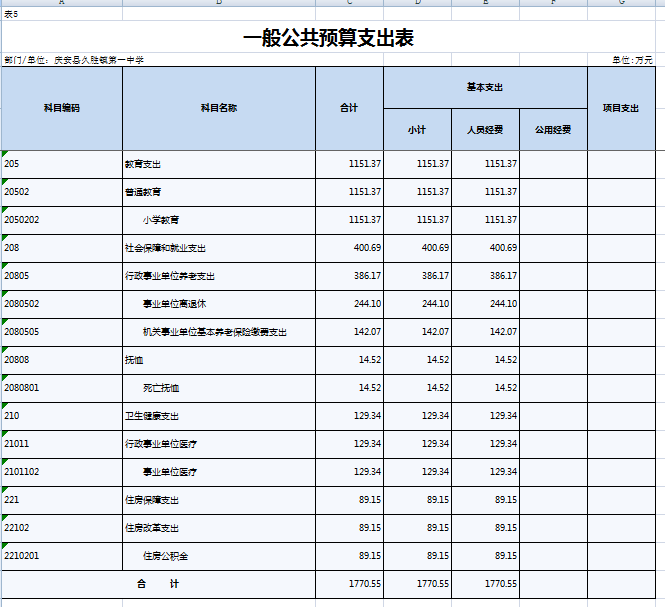 A B C D E F G
表5
一般公共预算支出表
部门/单位：庆安县久胜镇第一中学 单位:万元
科目编码 科目名称 合计 基本支出 项目支出
小计 人员经费 公用经费
205 教育支出 1151.37 1151.37 1151.37
20502 普通教育 1151.37 1151.37 1151.37
2050202 小学教育 1151.37 1151.37 1151.37
208 社会保障和就业支出 400.69 400.69 400.69
20805 行政事业单位养老支出 386.17 386.17 386.17
2080502 事业单位离退休 244.10 244.10 244.10
2080505 机关事业单位基本养老保险缴费支出 142.07 142.07 142.07
20808 抚恤 14.52 14.52 14.52
2080801 死亡抚恤 14.52 14.52 14.52
210 卫生健康支出 129.34 129.34 129.34
21011 行政事业单位医疗 129.34 129.34 129.34
2101102 事业单位医疗 129.34 129.34 129.34
221 住房保障支出 89.15 89.15 89.15
22102 住房改革支出 89.15 89.15 89.15
2210201 住房公积金 89.15 89.15 89.15
合 计 1770.55 1770.55 1770.55